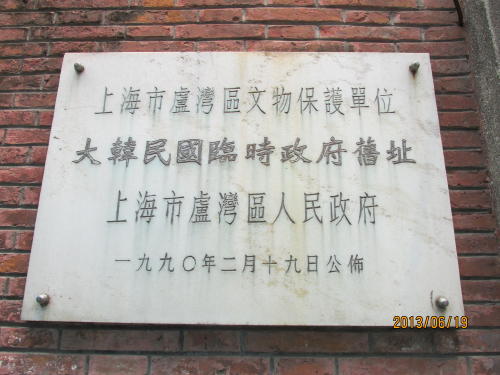 上海市盧灣區文物保護單位
大韓民國臨時政府舊址
上海市盧灣區人民政府
一九九〇年二月十九日公佈
2013/06/19